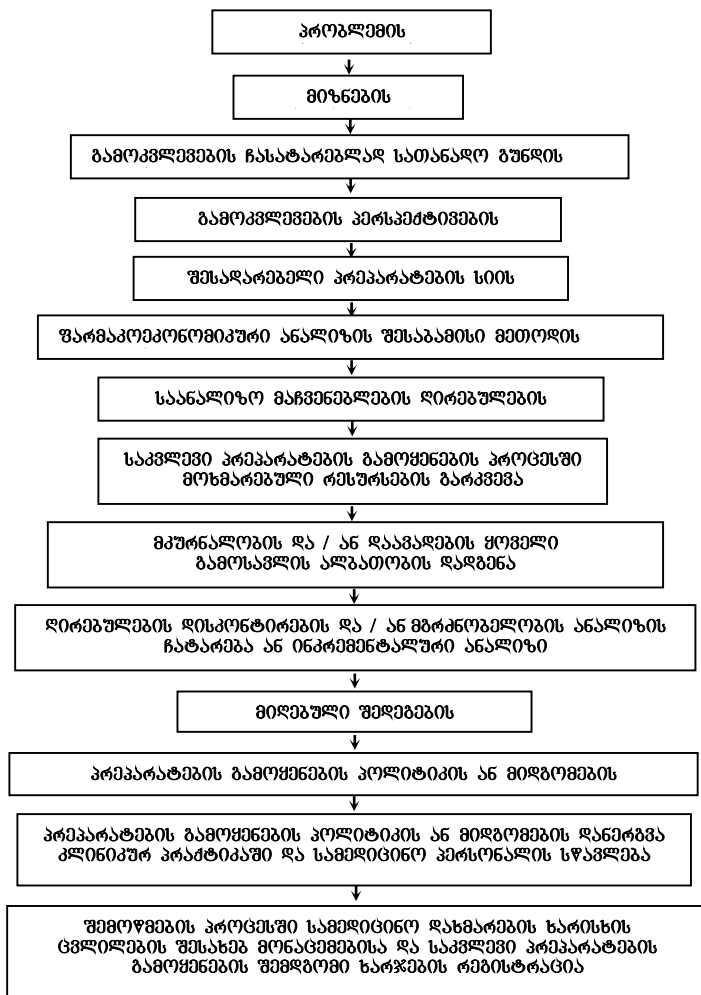 პრობლემის
მიზნების
გამოკვლევების ჩასატარებლად სათანადო გუნდის
გამოკვლევების პერსპექტივების
შესადარებელი პრეპარატების სიის
ფარმაკოეკონომიკური ანალიზის შესაბამისი მეთოდის
საანალიზო მაჩვენებლების ღირებულების
საკვლევი პრეპარატების გამოყენების პროცესში
მოხმარებული რესურსების გარკვევა
მკურნალობის და / ან დაავადების ყოველი
გამოსავლის ალბათობის დადგენა
ღირებულების დისკონტირების და / ან მგრძნობელობის ანალიზის
ჩატარება ან ინკრემენტალური ანალიზი
მიღებული შედეგების
პრეპარატების გამოყენების პოლიტიკის ან მიდგომების
პრეპარატების გამოყენების პოლიტიკის ან მიდგომების დანერგვა
კლინიკურ პრაქტიკაში და სამედიცინო პერსონალის სწავლება
შემოწმების პროცესში სამედიცინო დახმარების ხარისხის
ცვლილების შესახებ მონაცემებისა და საკვლევი პრეპარატების
გამოყენების შემდგომი ხარჯების რეგისტრაცია